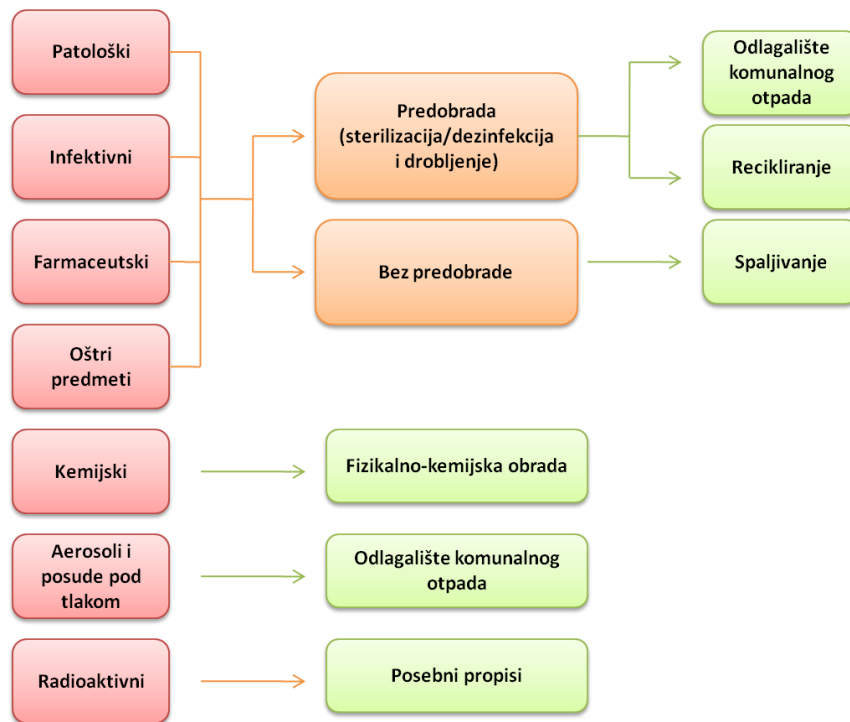 Patološki
Infektivni
Farmaceutski
Oštri
predmeti
Kemijski
Aerosoli i
posude pod
tlakom
Radioaktivni
Predobrada
(sterilizacija/dezinfekcija
i drobljenje)
Bez predobrade
Odlagalište
komunalnog
otpada
Recikliranje
Spaljivanje
Fizikalno-kemijska obrada
Odlagalište komunalnog
otpada
Posebni propisi